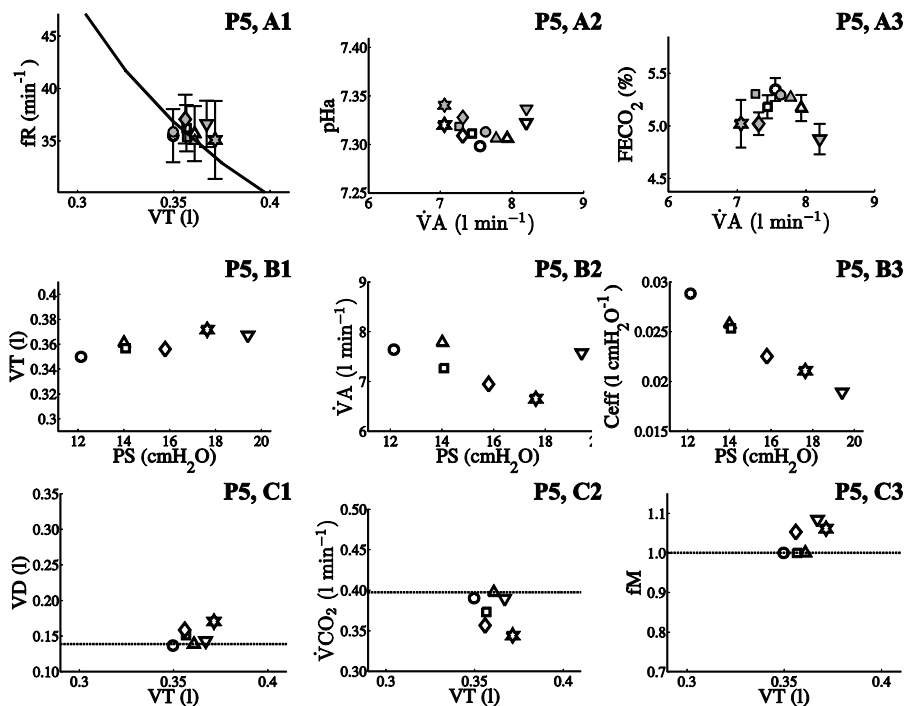 P5, A1
fR (min⁻¹)
45
40
35
0.3 0.35 0.4
VT (l)
P5, A2
pHa
7.40
7.35
7.30
7.25
6 7 8 9
V̇A (l min⁻¹)
P5, A3
FECO₂ (%)
5.5
5.0
4.5
6 7 8 9
V̇A (l min⁻¹)
P5, B1
VT (l)
0.4
0.38
0.36
0.34
0.32
0.3
12 14 16 18 20
PS (cmH₂O)
P5, B2
V̇A (l min⁻¹)
9
8
7
6
10 12 14 16 18 2
PS (cmH₂O)
P5, B3
Ceff (l cmH₂O⁻¹)
0.03
0.025
0.02
0.015
12 14 16 18 20
PS (cmH₂O)
P5, C1
VD (l)
0.35
0.30
0.25
0.20
0.15
0.10
0.3 0.35 0.4
VT (l)
P5, C2
V̇CO₂ (l min⁻¹)
0.50
0.45
0.40
0.35
0.30
0.3 0.35 0.4
VT (l)
P5, C3
fM
1.1
1.0
0.9
0.8
0.7
0.3 0.35 0.4
VT (l)